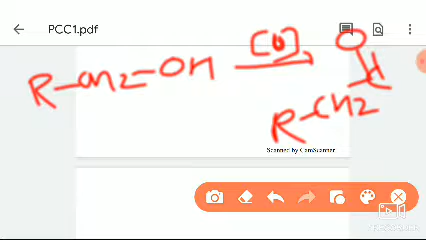 PCC1.pdf
[O]
R-CH2-OH
R-CH2
Scanned by CamScanner